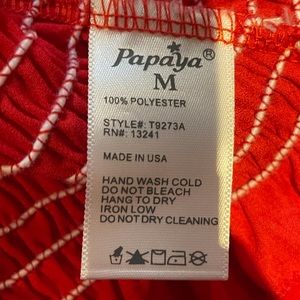 Papaya®
M
100% POLYESTER
STYLE#: T9273A
RN#: 13241
MADE IN USA
HAND WASH COLD
DO NOT BLEACH
HANG TO DRY
IRON LOW
DO NOT DRY CLEANING